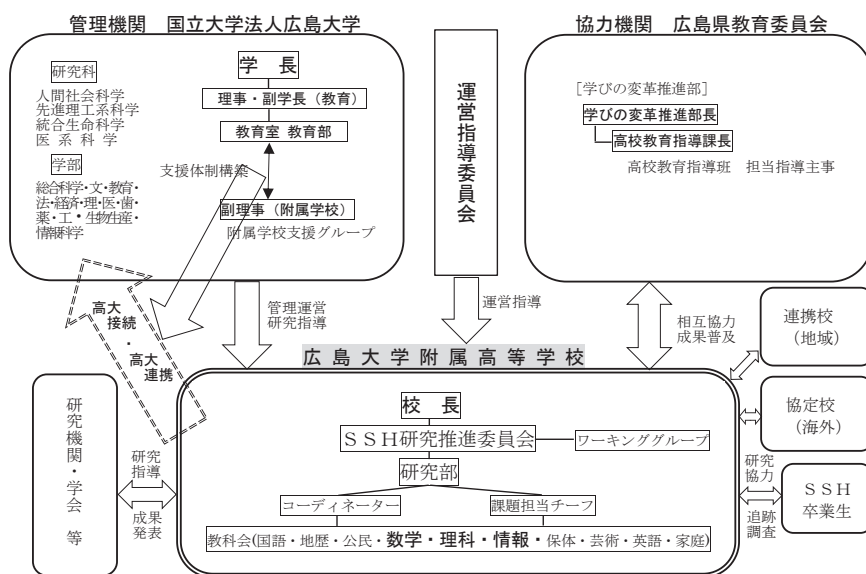 管理機関　国立大学法人広島大学
研究科
人間社会科学
先進理工系科学
統合生命科学
医 系 科 学
学部
総合科学・文・教育・
法・経済・理・医・歯・
薬・工・生物生産・
情報科学
学　長
理事・副学長（教育）
教育室 教育部
支援体制構築
副理事（附属学校）
附属学校支援グループ
運営指導委員会
協力機関　広島県教育委員会
［学びの変革推進部］
学びの変革推進部長
高校教育指導課長
高校教育指導班　担当指導主事
高大
接続
・
高大
連携
管理運営
研究指導
運営指導
相互協力
成果普及
連携校
（地域）
協定校
（海外）
ＳＳＨ
卒業生
研究
協力
追跡
調査
研究機関・学会　等
研究
指導
成果
発表
広島大学附属高等学校
校　長
ＳＳＨ研究推進委員会
ワーキンググループ
研究部
コーディネーター
課題担当チーフ
教科会(国語・地歴・公民・数学・理科・情報・保体・芸術・英語・家庭)